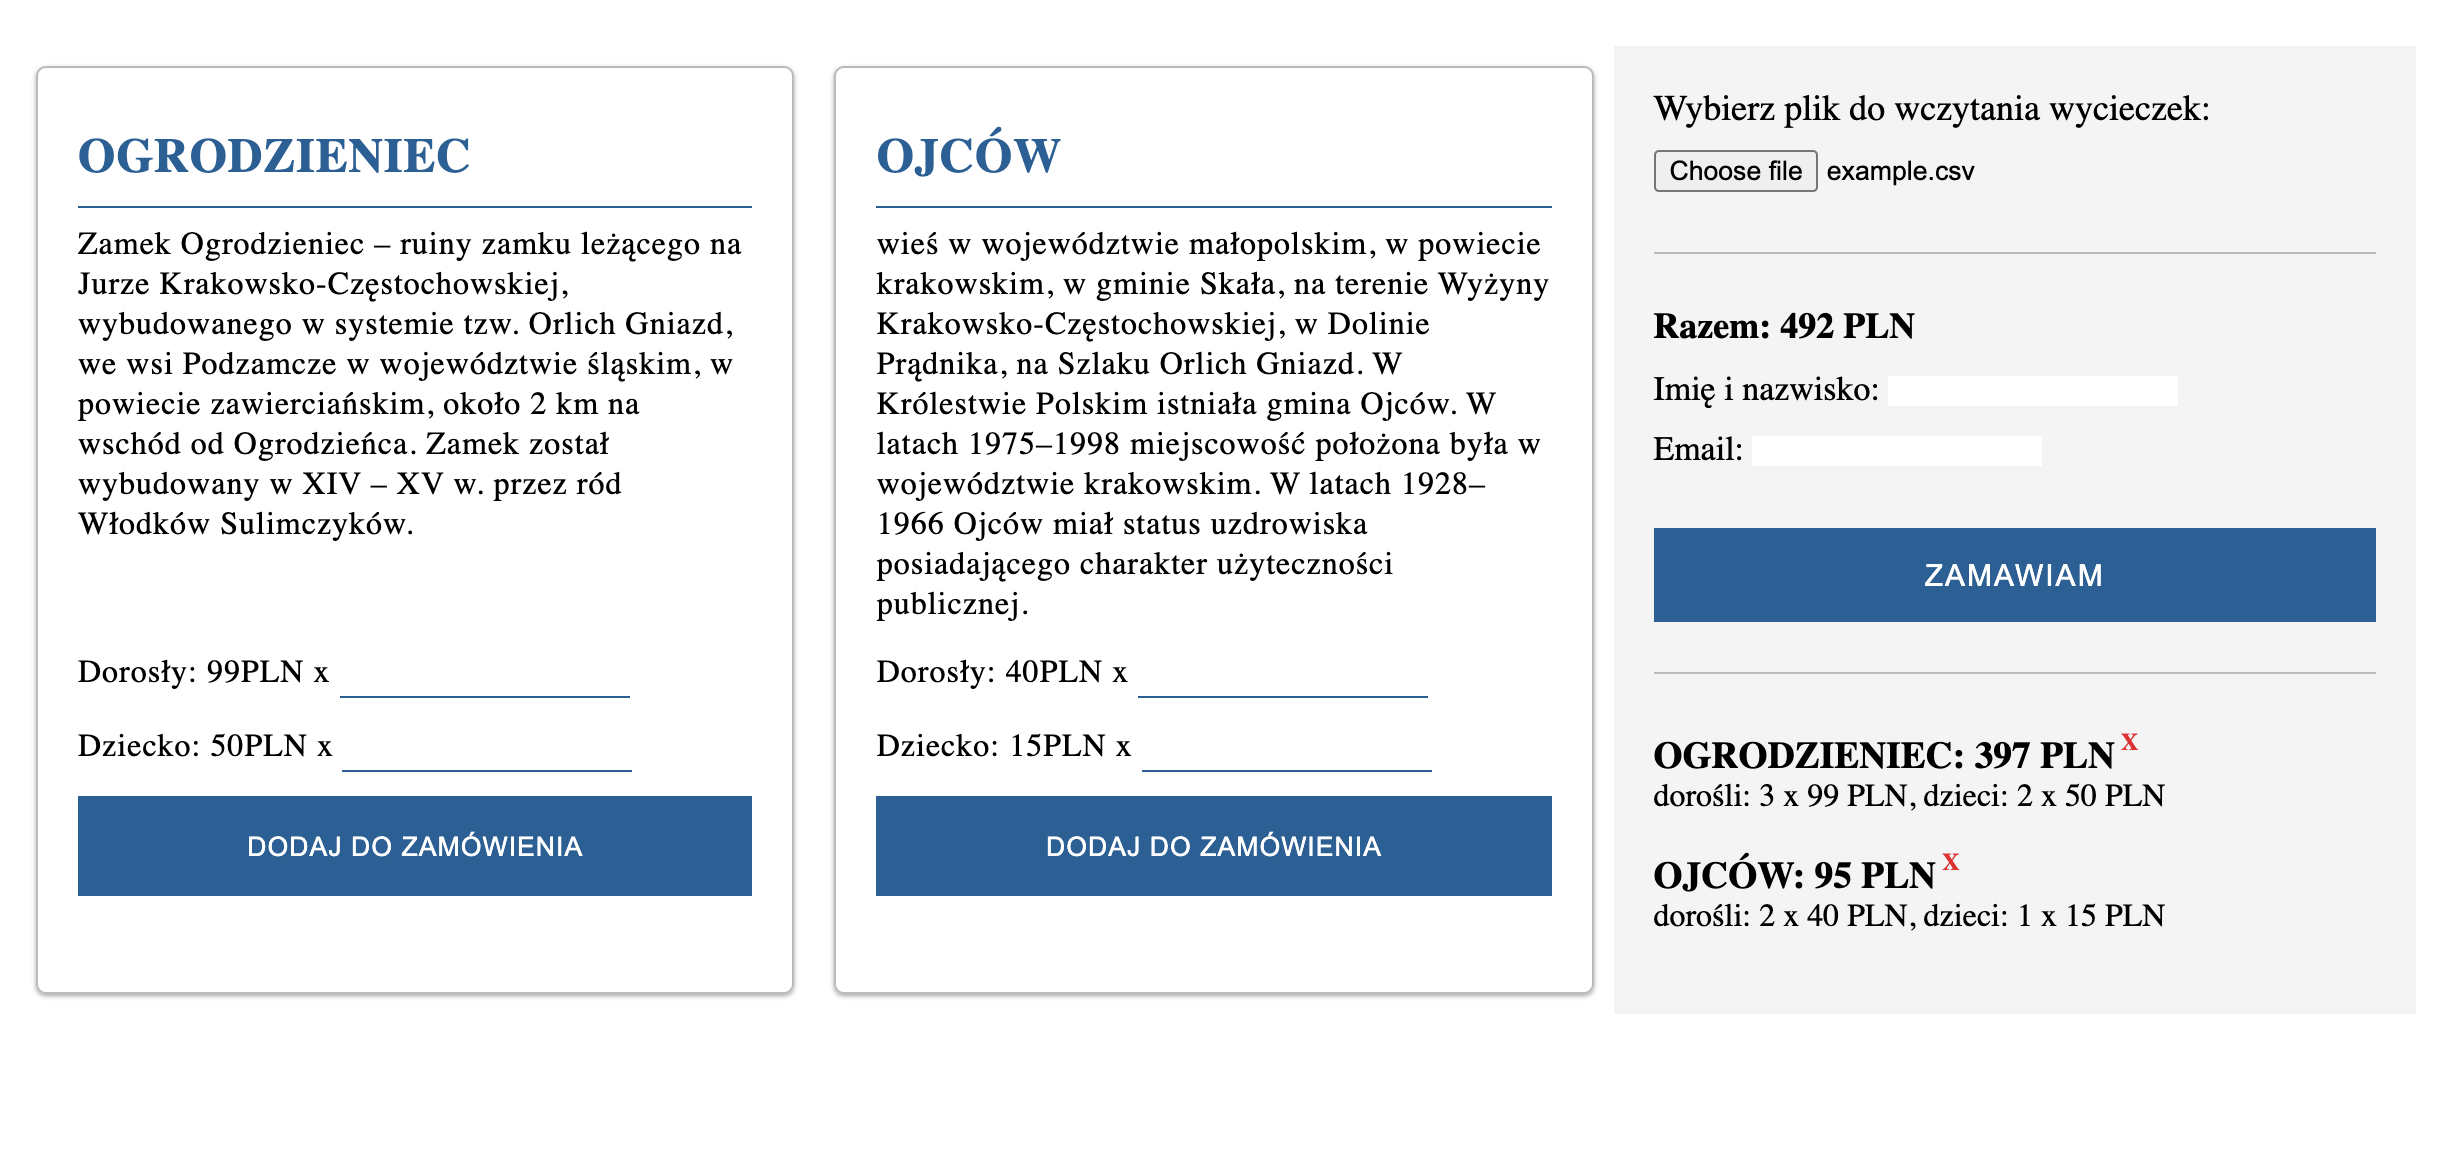 OGRODZIENIEC
Zamek Ogrodzieniec – ruiny zamku leżącego na
Jurze Krakowsko-Częstochowskiej,
wybudowanego w systemie tzw. Orlich Gniazd,
we wsi Podzamcze w województwie śląskim, w
powiecie zawierciańskim, około 2 km na
wschód od Ogrodzieńca. Zamek został
wybudowany w XIV – XV w. przez ród
Włodków Sulimczyków.
Dorosły: 99PLN x
Dziecko: 50PLN x
DODAJ DO ZAMÓWIENIA
OJCÓW
wieś w województwie małopolskim, w powiecie
krakowskim, w gminie Skała, na terenie Wyżyny
Krakowsko-Częstochowskiej, w Dolinie
Prądnika, na Szlaku Orlich Gniazd. W
Królestwie Polskim istniała gmina Ojców. W
latach 1975–1998 miejscowość położona była w
województwie krakowskim. W latach 1928–
1966 Ojców miał status uzdrowiska
posiadającego charakter użyteczności
publicznej.
Dorosły: 40PLN x
Dziecko: 15PLN x
DODAJ DO ZAMÓWIENIA
Wybierz plik do wczytania wycieczek:
Choose file example.csv
Razem: 492 PLN
Imię i nazwisko:
Email:
ZAMAWIAM
OGRODZIENIEC: 397 PLN x
dorośli: 3 x 99 PLN, dzieci: 2 x 50 PLN
OJCÓW: 95 PLN x
dorośli: 2 x 40 PLN, dzieci: 1 x 15 PLN